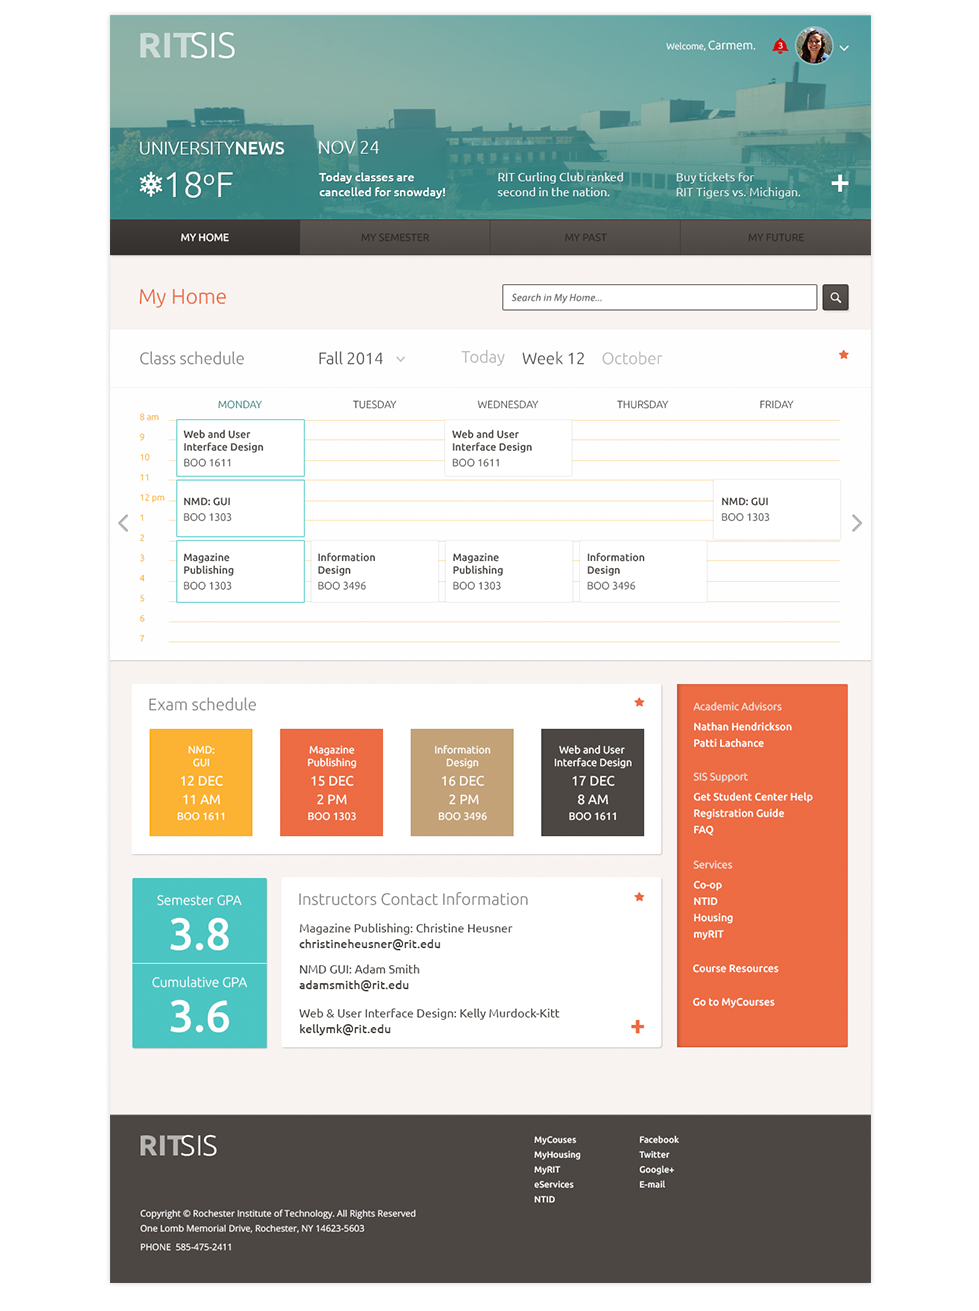 RITSIS
Welcome, Carmem.
3
UNIVERSITYNEWS
NOV 24
18ºF
Today classes are
cancelled for snowday!
RIT Curling Club ranked
second in the nation.
Buy tickets for
RIT Tigers vs. Michigan.
MY HOME
MY SEMESTER
MY PAST
MY FUTURE
My Home
Search in My Home...
Class schedule
Fall 2014
Today
Week 12
October
MONDAY
TUESDAY
WEDNESDAY
THURSDAY
FRIDAY
8 am
9
10
11
12 pm
1
2
3
4
5
6
7
Web and User
Interface Design
BOO 1611
Web and User
Interface Design
BOO 1611
NMD: GUI
BOO 1303
NMD: GUI
BOO 1303
Magazine
Publishing
BOO 1303
Information
Design
BOO 3496
Magazine
Publishing
BOO 1303
Information
Design
BOO 3496
Exam schedule
NMD:
GUI
12 DEC
11 AM
BOO 1611
Magazine
Publishing
15 DEC
2 PM
BOO 1303
Information
Design
16 DEC
2 PM
BOO 3496
Web and User
Interface Design
17 DEC
8 AM
BOO 1611
Academic Advisors
Nathan Hendrickson
Patti Lachance
SIS Support
Get Student Center Help
Registration Guide
FAQ
Services
Co-op
NTID
Housing
myRIT
Course Resources
Go to MyCourses
Semester GPA
3.8
Cumulative GPA
3.6
Instructors Contact Information
Magazine Publishing: Christine Heusner
christineheusner@rit.edu
NMD GUI: Adam Smith
adamsmith@rit.edu
Web & User Interface Design: Kelly Murdock-Kitt
kellymk@rit.edu
RITSIS
MyCouses
MyHousing
MyRIT
eServices
NTID
Facebook
Twitter
Google+
E-mail
Copyright © Rochester Institute of Technology. All Rights Reserved
One Lomb Memorial Drive, Rochester, NY 14623-5603
PHONE 585-475-2411